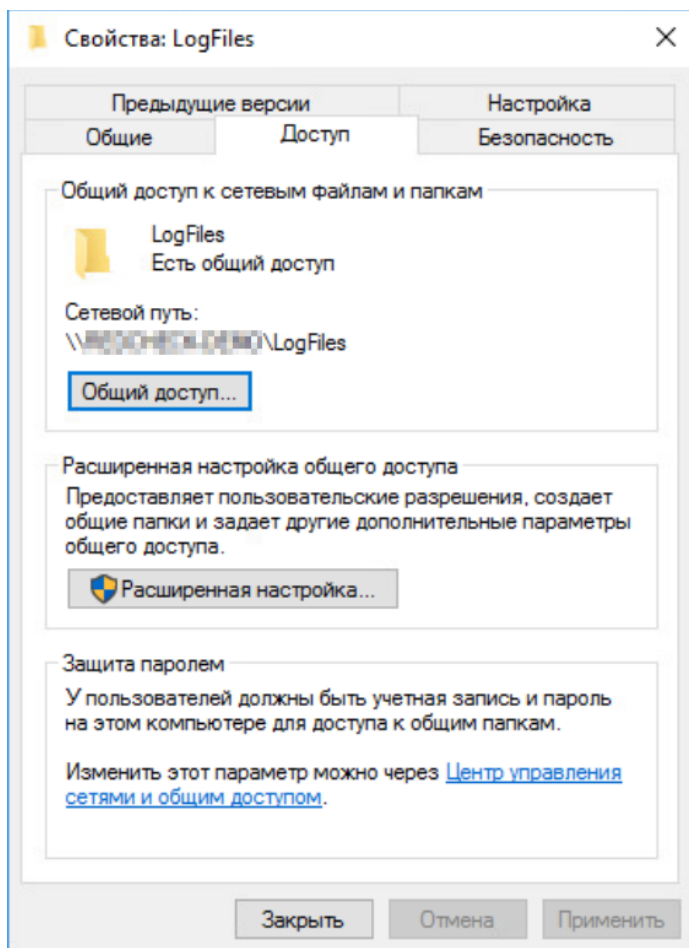 Свойства: LogFiles
Предыдущие версии
Настройка
Общие
Доступ
Безопасность
Общий доступ к сетевым файлам и папкам
LogFiles
Есть общий доступ
Сетевой путь:
\\ \LogFiles
Общий доступ...
Расширенная настройка общего доступа
Предоставляет пользовательские разрешения, создает
общие папки и задает другие дополнительные параметры
общего доступа.
Расширенная настройка...
Защита паролем
У пользователей должны быть учетная запись и пароль
на этом компьютере для доступа к общим папкам.
Изменить этот параметр можно через Центр управления
сетями и общим доступом.
Закрыть
Отмена
Применить